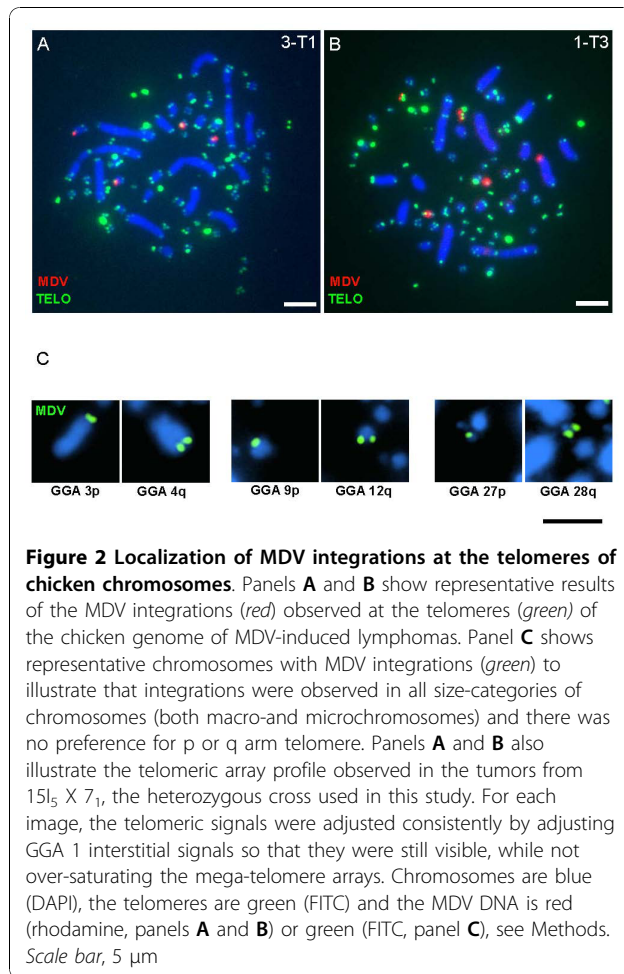 A 3-T1 B 1-T3
MDV MDV
TELO TELO
C
MDV
GGA 3p GGA 4q GGA 9p GGA 12q GGA 27p GGA 28q
Figure 2 Localization of MDV integrations at the telomeres of
chicken chromosomes. Panels A and B show representative results
of the MDV integrations (red) observed at the telomeres (green) of
the chicken genome of MDV-induced lymphomas. Panel C shows
representative chromosomes with MDV integrations (green) to
illustrate that integrations were observed in all size-categories of
chromosomes (both macro-and microchromosomes) and there was
no preference for p or q arm telomere. Panels A and B also
illustrate the telomeric array profile observed in the tumors from
15I₅ X 7₁, the heterozygous cross used in this study. For each
image, the telomeric signals were adjusted consistently by adjusting
GGA 1 interstitial signals so that they were still visible, while not
over-saturating the mega-telomere arrays. Chromosomes are blue
(DAPI), the telomeres are green (FITC) and the MDV DNA is red
(rhodamine, panels A and B) or green (FITC, panel C), see Methods.
Scale bar, 5 μm